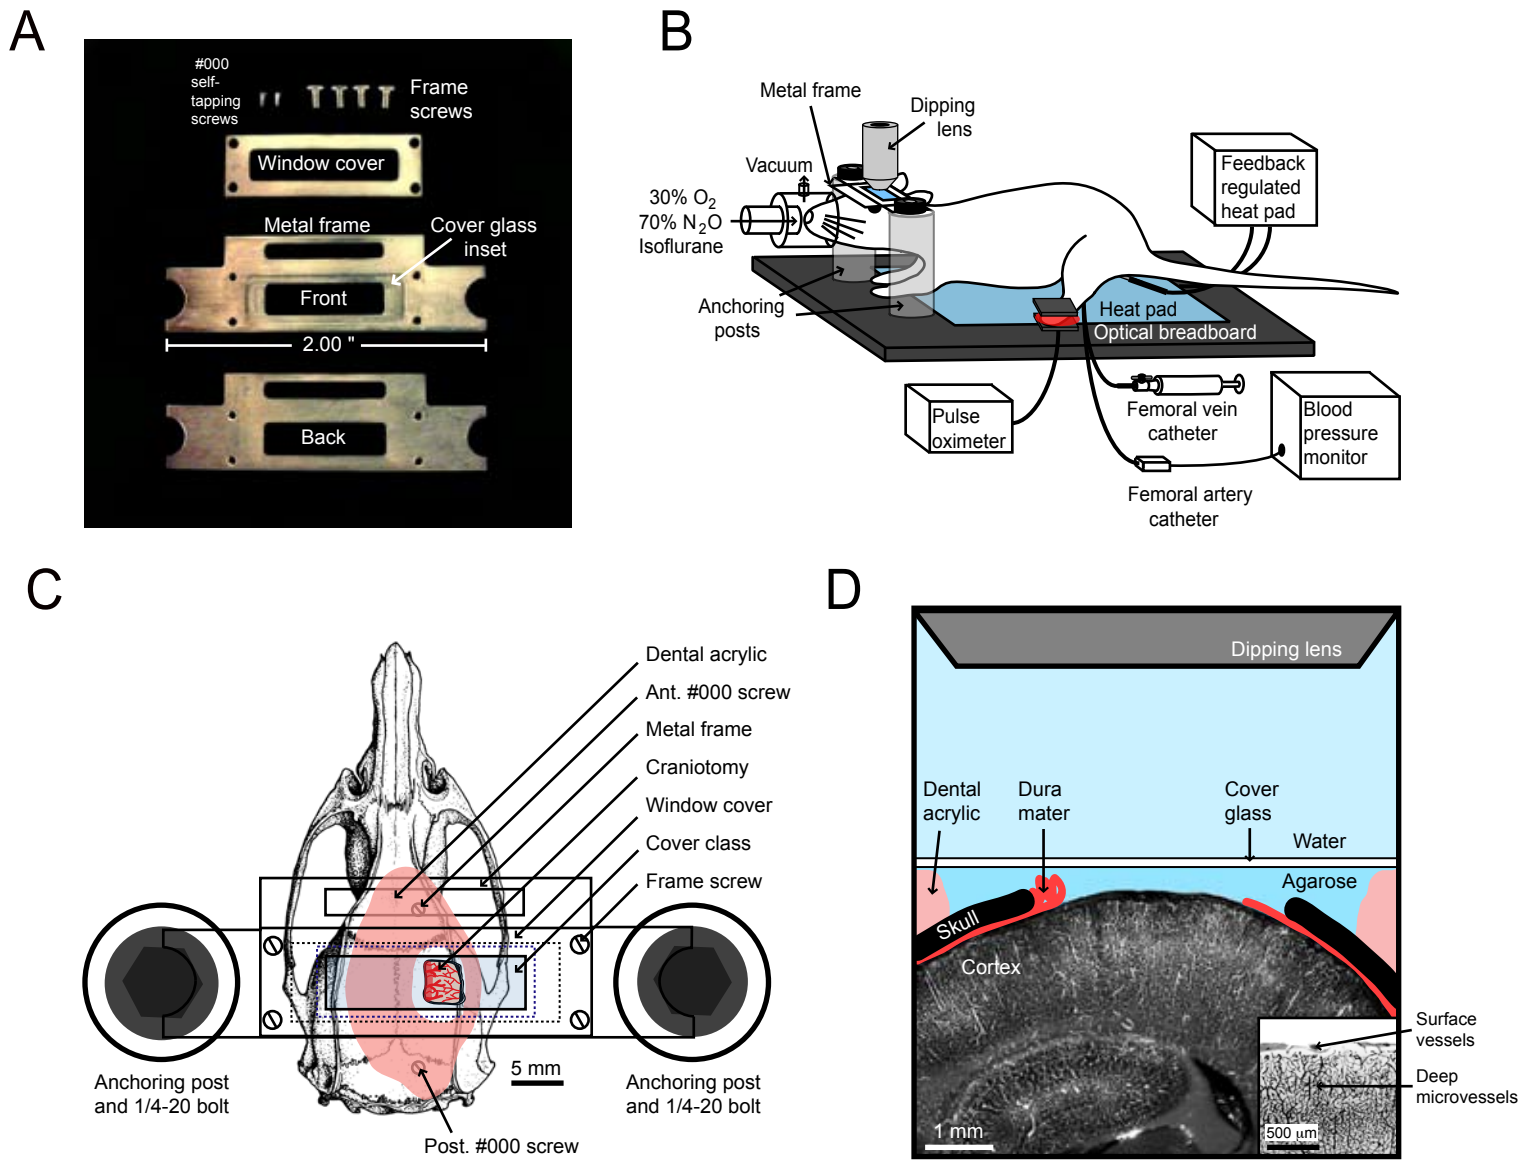 A
#000
self-
tapping
screws
Frame
screws
Window cover
Metal frame
Cover glass
inset
Front
2.00 "
Back
B
Metal frame
Dipping
lens
Vacuum
30% O2
70% N2O
Isoflurane
Feedback
regulated
heat pad
Anchoring
posts
Heat pad
Optical breadboard
Pulse
oximeter
Femoral vein
catheter
Blood
pressure
monitor
Femoral artery
catheter
C
Dental acrylic
Ant. #000 screw
Metal frame
Craniotomy
Window cover
Cover class
Frame screw
5 mm
Anchoring post
and 1/4-20 bolt
Anchoring post
and 1/4-20 bolt
Post. #000 screw
D
Dipping lens
Dental
acrylic
Dura
mater
Cover
glass
Water
Agarose
Skull
Cortex
Surface
vessels
Deep
microvessels
1 mm
500 µm